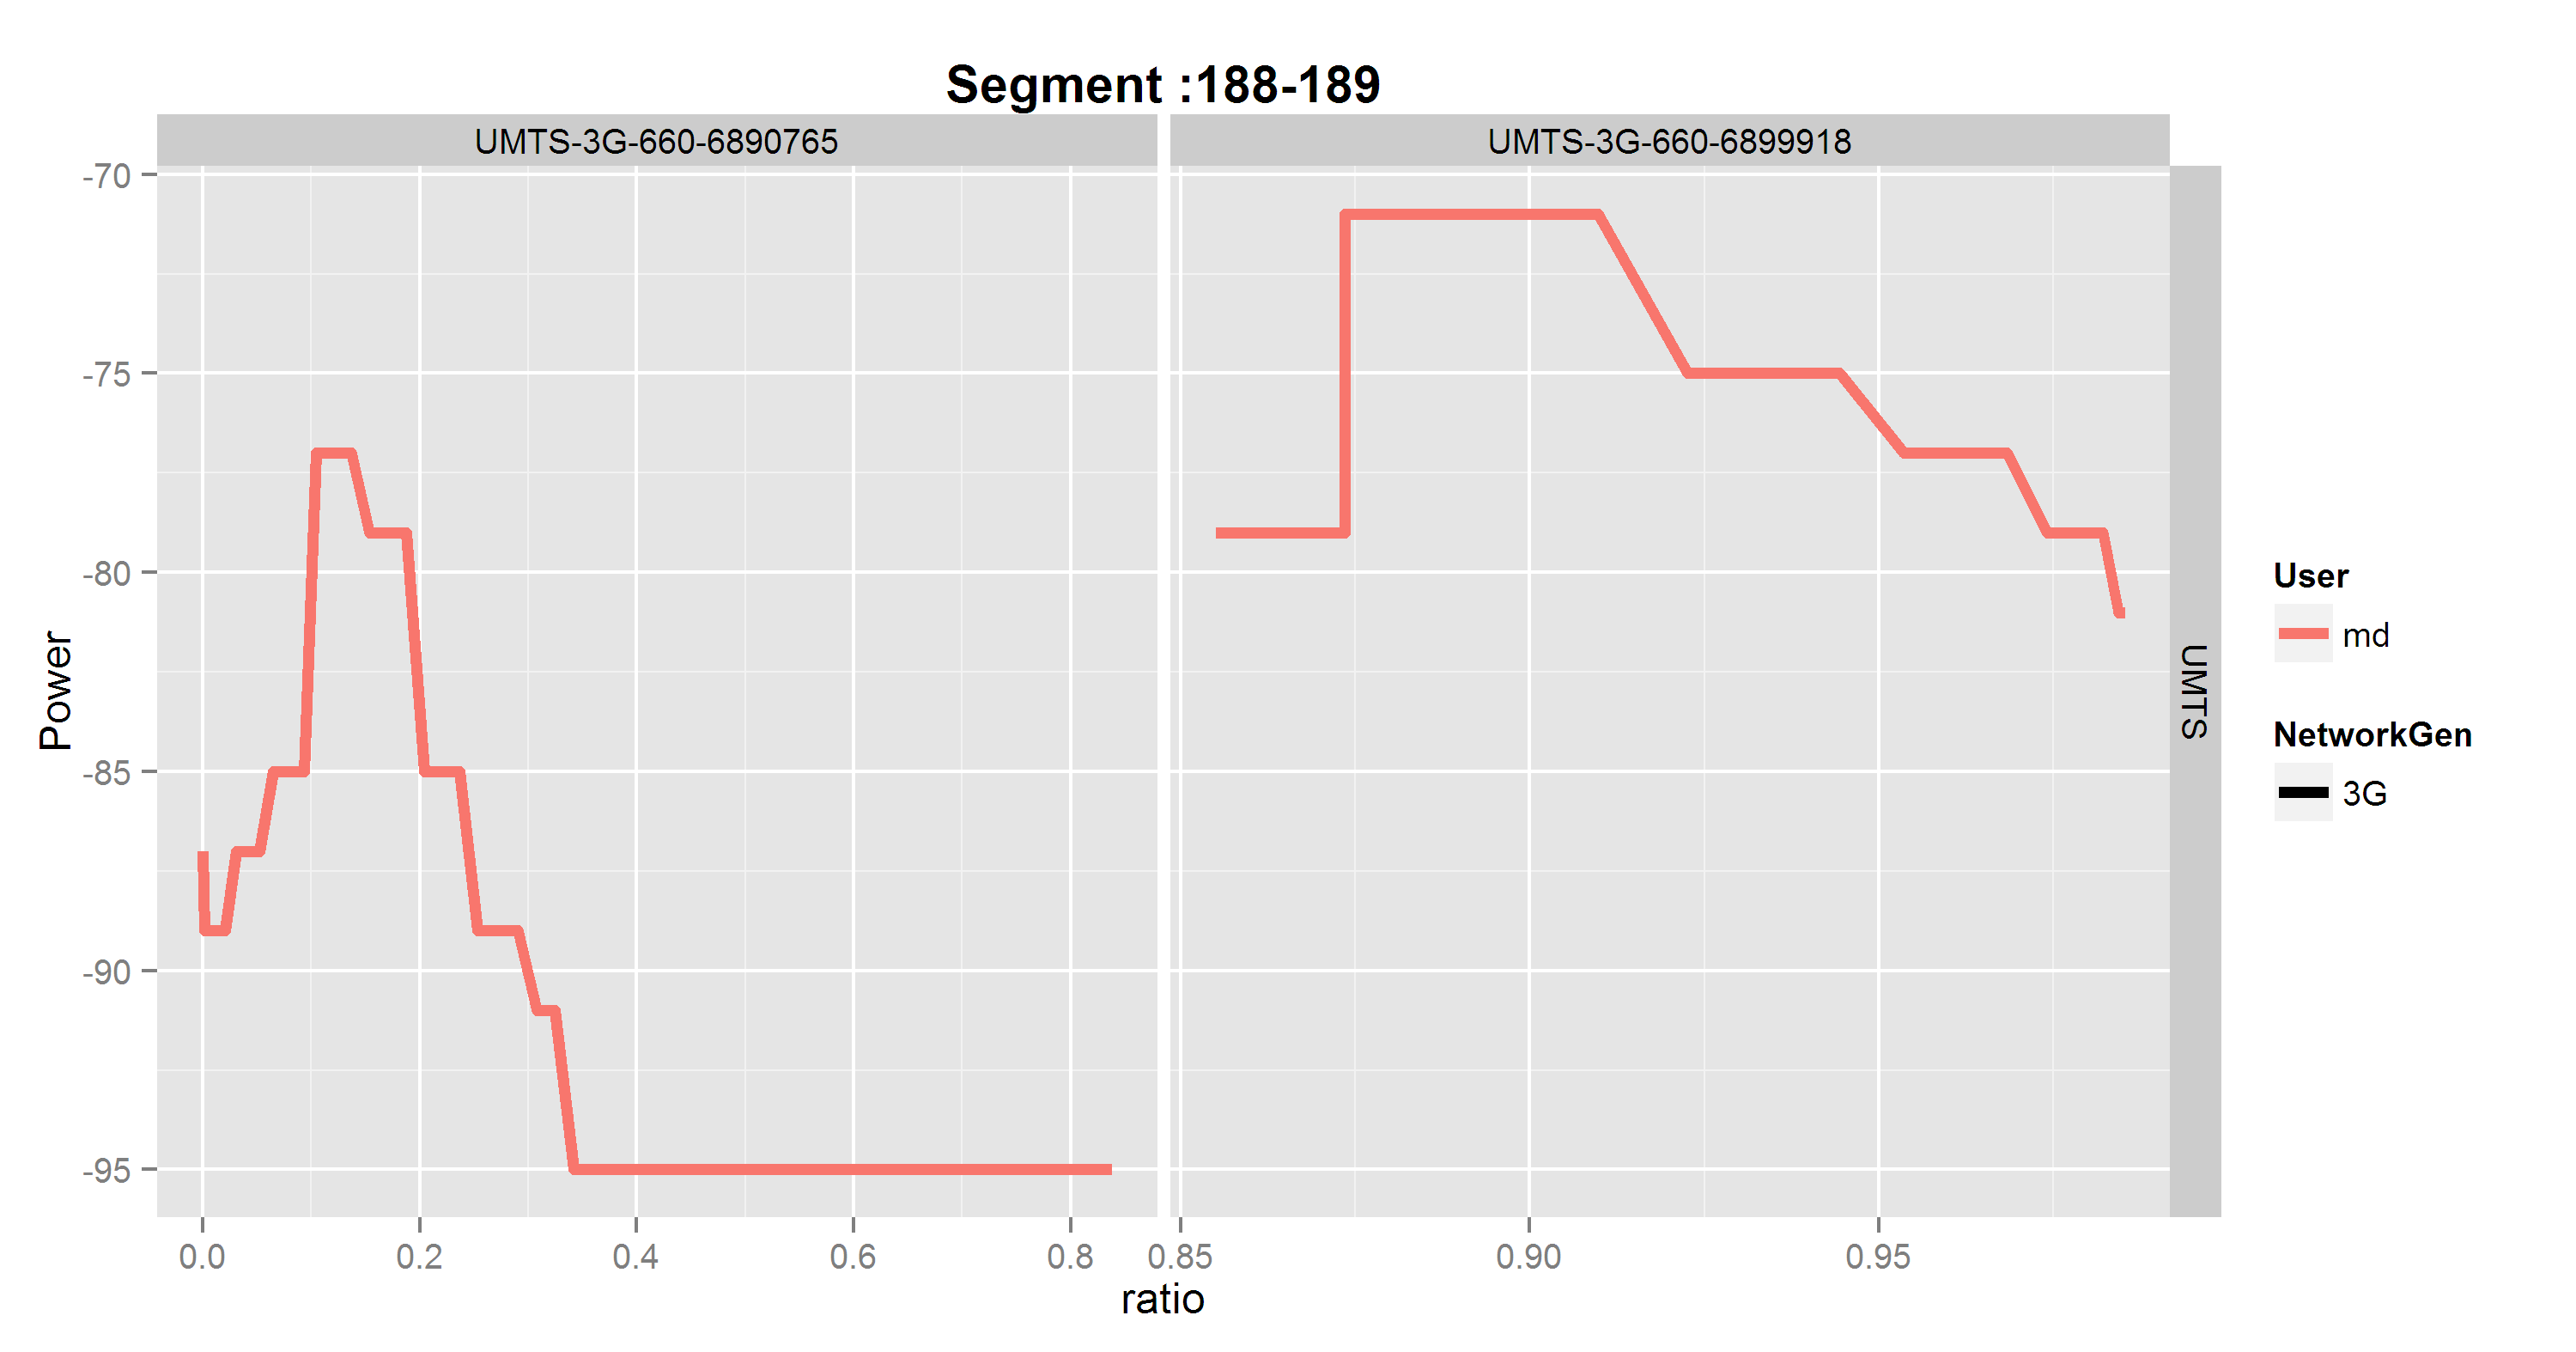 Segment :188-189
UMTS-3G-660-6890765
UMTS-3G-660-6899918
-70
-75
-80
-85
-90
-95
Power
0.0
0.2
0.4
0.6
0.8
0.85
0.90
0.95
ratio
UMTS
User
md
NetworkGen
3G